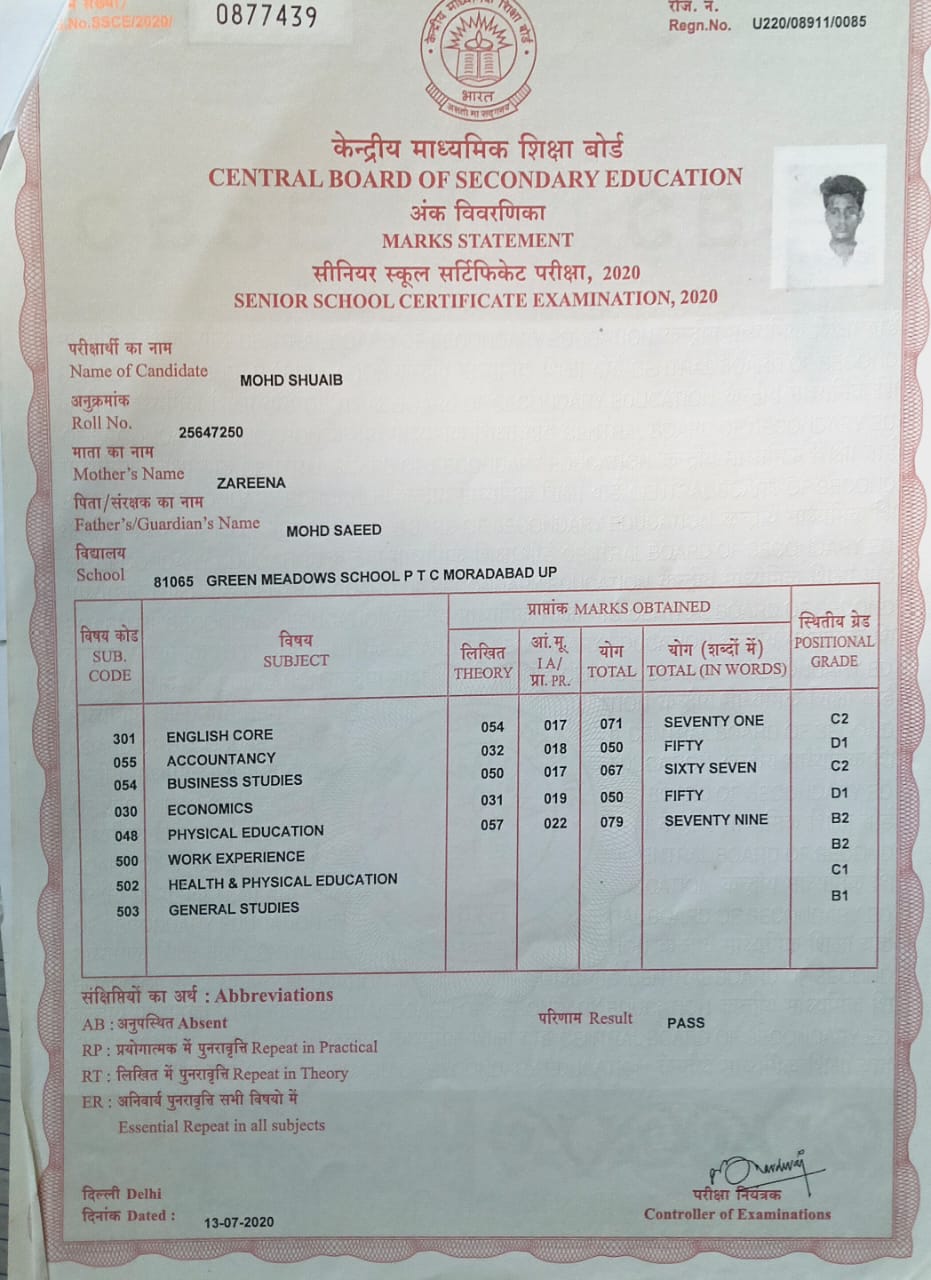 No.SSCE/2020/
0877439
रोज. न.
Regn.No. U220/08911/0085
केन्द्रीय माध्यमिक शिक्षा बोर्ड
भारत
केन्द्रीय माध्यमिक शिक्षा बोर्ड
CENTRAL BOARD OF SECONDARY EDUCATION
अंक विवरणिका
MARKS STATEMENT
सीनियर स्कूल सर्टिफिकेट परीक्षा, 2020
SENIOR SCHOOL CERTIFICATE EXAMINATION, 2020
परीक्षार्थी का नाम
Name of Candidate MOHD SHUAIB
अनुक्रमांक
Roll No. 25647250
माता का नाम
Mother's Name ZAREENA
पिता/संरक्षक का नाम
Father's/Guardian's Name MOHD SAEED
विद्यालय
School 81065 GREEN MEADOWS SCHOOL P T C MORADABAD UP
विषय कोड SUB. CODE
विषय SUBJECT
प्राप्तांक MARKS OBTAINED
लिखित THEORY
आं.मू. I A/ प्रा. PR.
योग TOTAL
योग (शब्दों में) TOTAL (IN WORDS)
स्थितीय ग्रेड POSITIONAL GRADE
301 ENGLISH CORE 054 017 071 SEVENTY ONE C2
055 ACCOUNTANCY 032 018 050 FIFTY D1
054 BUSINESS STUDIES 050 017 067 SIXTY SEVEN C2
030 ECONOMICS 031 019 050 FIFTY D1
048 PHYSICAL EDUCATION 057 022 079 SEVENTY NINE B2
500 WORK EXPERIENCE B2
502 HEALTH & PHYSICAL EDUCATION C1
503 GENERAL STUDIES B1
संक्षिप्तियों का अर्थ : Abbreviations
AB : अनुपस्थित Absent
परिणाम Result PASS
RP : प्रयोगात्मक में पुनरावृत्ति Repeat in Practical
RT : लिखित में पुनरावृत्ति Repeat in Theory
ER : अनिवार्य पुनरावृत्ति सभी विषयो में
Essential Repeat in all subjects
दिल्ली Delhi
दिनांक Dated : 13-07-2020
परीक्षा नियंत्रक
Controller of Examinations